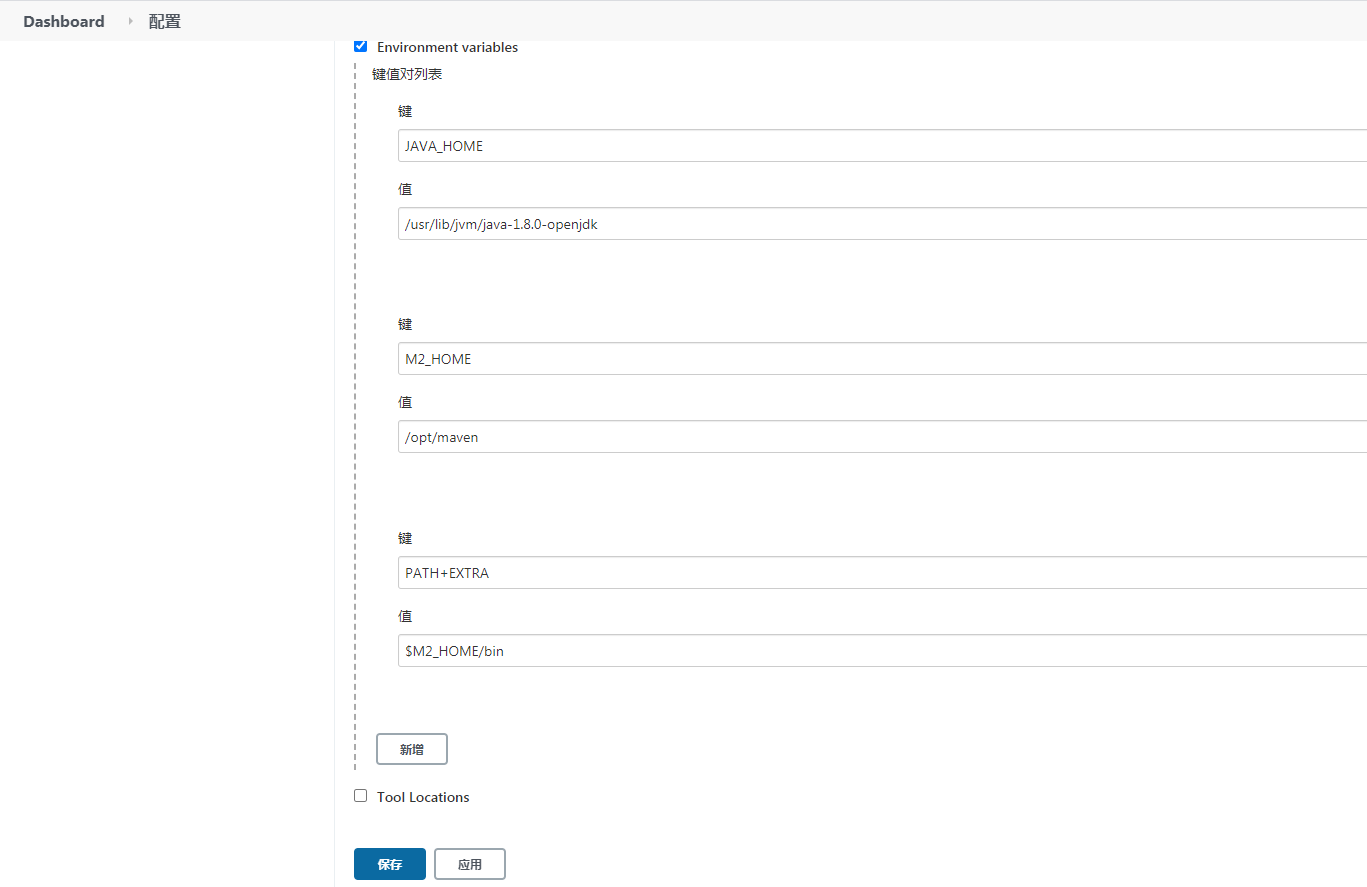 Dashboard 配置
Environment variables
键值对列表
键
JAVA_HOME
值
/usr/lib/jvm/java-1.8.0-openjdk
键
M2_HOME
值
/opt/maven
键
PATH+EXTRA
值
$M2_HOME/bin
新增
Tool Locations
保存 应用